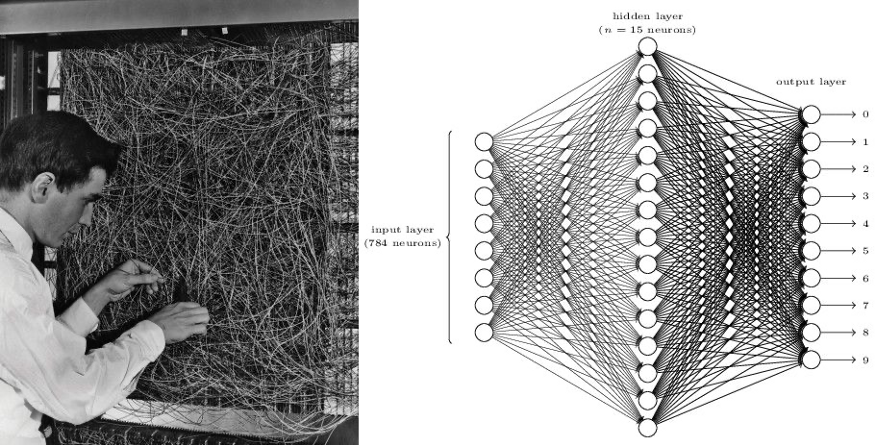 hidden layer
(n = 15 neurons)
output layer
input layer
(784 neurons)
0
1
2
3
4
5
6
7
8
9